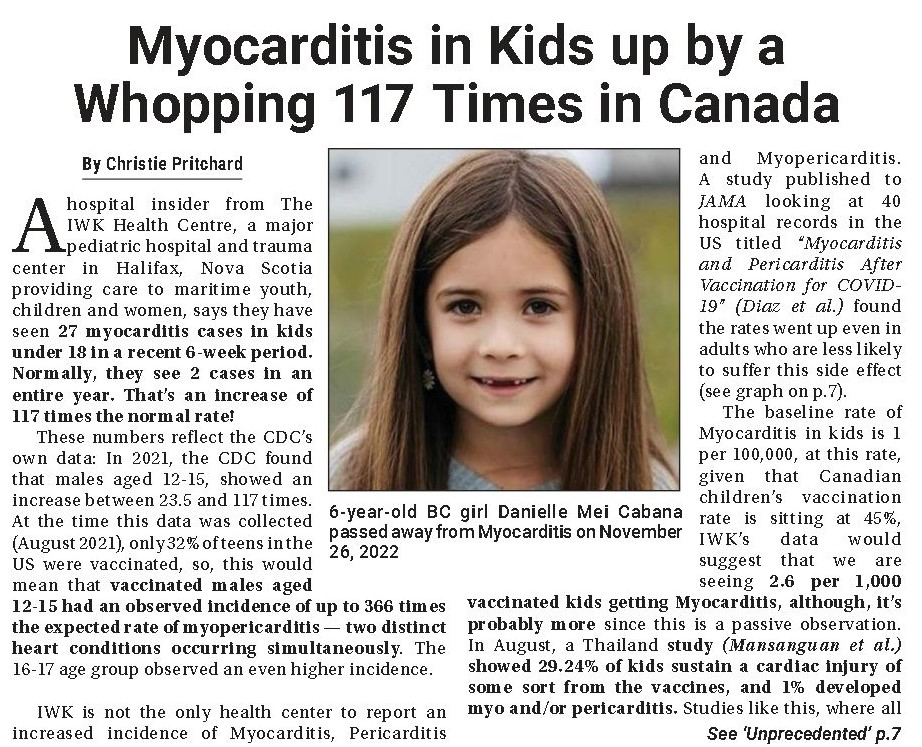 Myocarditis in Kids up by a
Whopping 117 Times in Canada
By Christie Pritchard
A hospital insider from The
IWK Health Centre, a major
pediatric hospital and trauma
center in Halifax, Nova Scotia
providing care to maritime youth,
children and women, says they have
seen 27 myocarditis cases in kids
under 18 in a recent 6-week period.
Normally, they see 2 cases in an
entire year. That's an increase of
117 times the normal rate!
These numbers reflect the CDC's
own data: In 2021, the CDC found
that males aged 12-15, showed an
increase between 23.5 and 117 times.
At the time this data was collected
(August 2021), only 32% of teens in the
US were vaccinated, so, this would
mean that vaccinated males aged
12-15 had an observed incidence of up to 366 times
the expected rate of myopericarditis — two distinct
heart conditions occurring simultaneously. The
16-17 age group observed an even higher incidence.
IWK is not the only health center to report an
increased incidence of Myocarditis, Pericarditis
6-year-old BC girl Danielle Mei Cabana
passed away from Myocarditis on November
26, 2022
and Myopericarditis.
A study published to
JAMA looking at 40
hospital records in the
US titled "Myocarditis
and Pericarditis After
Vaccination for COVID-
19" (Diaz et al.) found
the rates went up even in
adults who are less likely
to suffer this side effect
(see graph on p.7).
The baseline rate of
Myocarditis in kids is 1
per 100,000, at this rate,
given that Canadian
children's vaccination
rate is sitting at 45%,
IWK's data would
suggest that we are
seeing 2.6 per 1,000
vaccinated kids getting Myocarditis, although, it's
probably more since this is a passive observation.
In August, a Thailand study (Mansanguan et al.)
showed 29.24% of kids sustain a cardiac injury of
some sort from the vaccines, and 1% developed
myo and/or pericarditis. Studies like this, where all
See 'Unprecedented' p.7